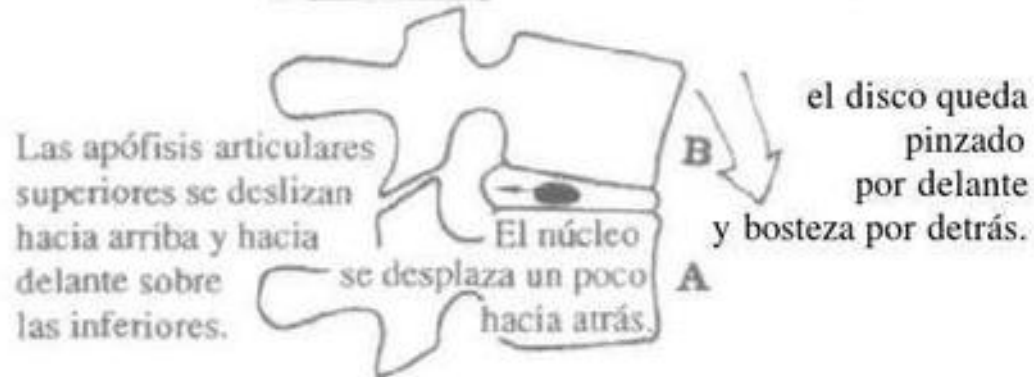 Las apófisis articulares
superiores se deslizan
hacia arriba y hacia
delante sobre
las inferiores.
El núcleo
se desplaza un poco
hacia atrás.
B
A
el disco queda
pinzado
por delante
y bosteza por detrás.